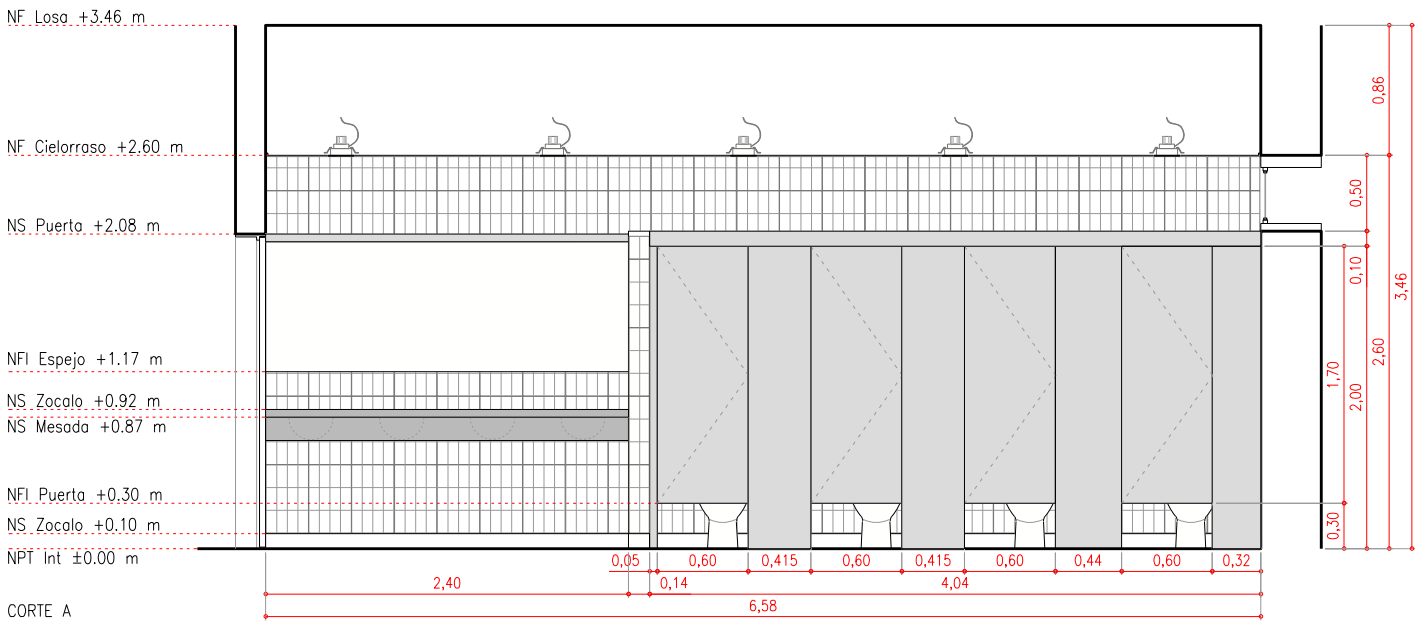 NF Losa +3.46 m
0,86
3,46
NF Cielorraso +2.60 m
0,50
NS Puerta +2.08 m
0,10
2,60
NFI Espejo +1.17 m
1,70
2,00
NS Zocalo +0.92 m
NS Mesada +0.87 m
NFI Puerta +0.30 m
NS Zocalo +0.10 m
0,30
NPT Int ±0.00 m
0,05 0,60 0,415 0,60 0,415 0,60 0,44 0,60 0,32
2,40 0,14 4,04
CORTE A 6,58